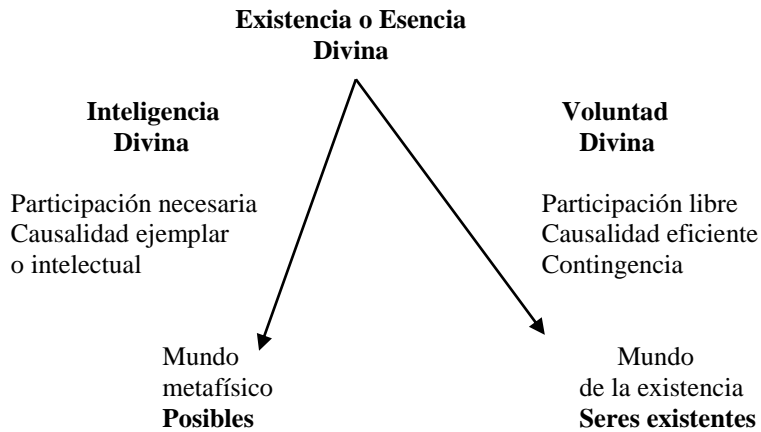 Existencia o Esencia
Divina
Inteligencia
Divina
Voluntad
Divina
Participación necesaria
Causalidad ejemplar
o intelectual
Participación libre
Causalidad eficiente
Contingencia
Mundo
metafísico
Posibles
Mundo
de la existencia
Seres existentes